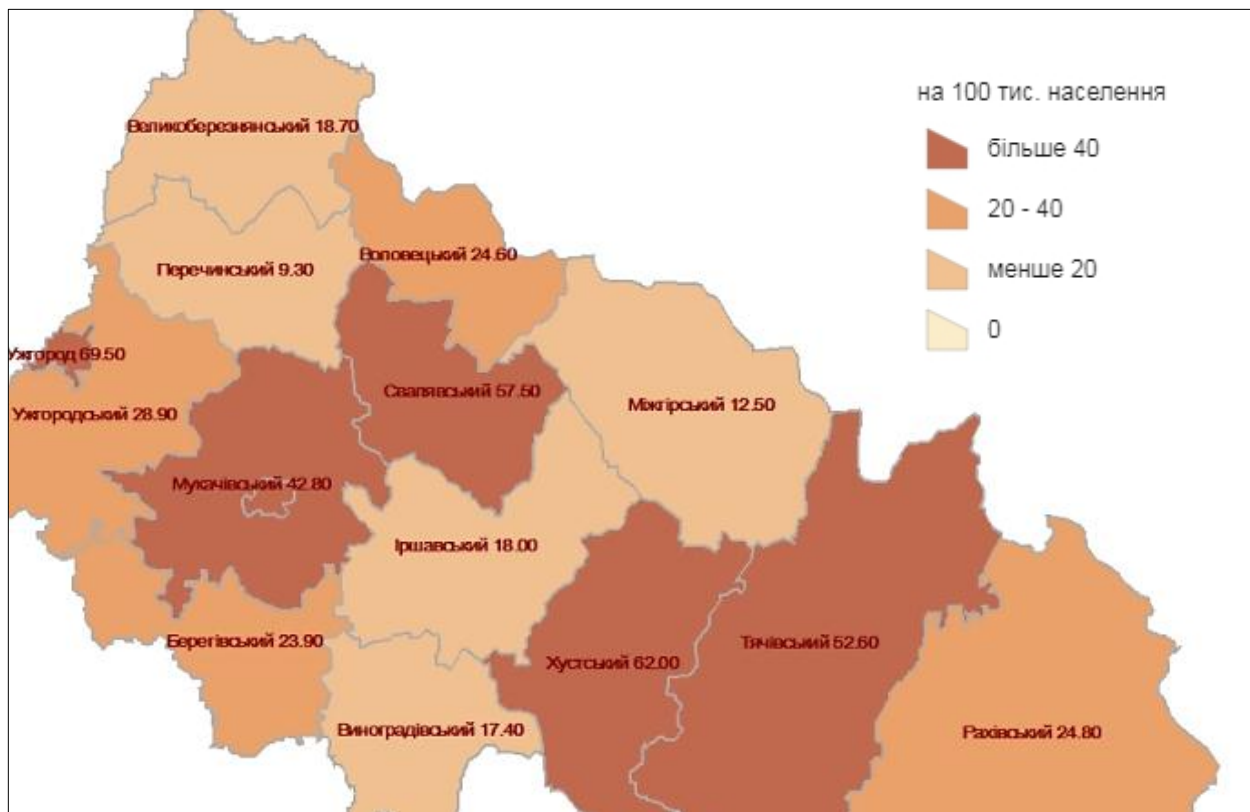 на 100 тис. населення
більше 40
20 - 40
менше 20
0
Великоберезнянський 18.70
Воловецький 24.60
Перечинський 9.30
Ужгород 69.50
Свалявський 57.50
Міжгірський 12.50
Ужгородський 28.90
Мукачівський 42.80
Іршавський 18.00
Берегівський 23.90
Тячівський 52.60
Хустський 62.00
Виноградівський 17.40
Рахівський 24.80